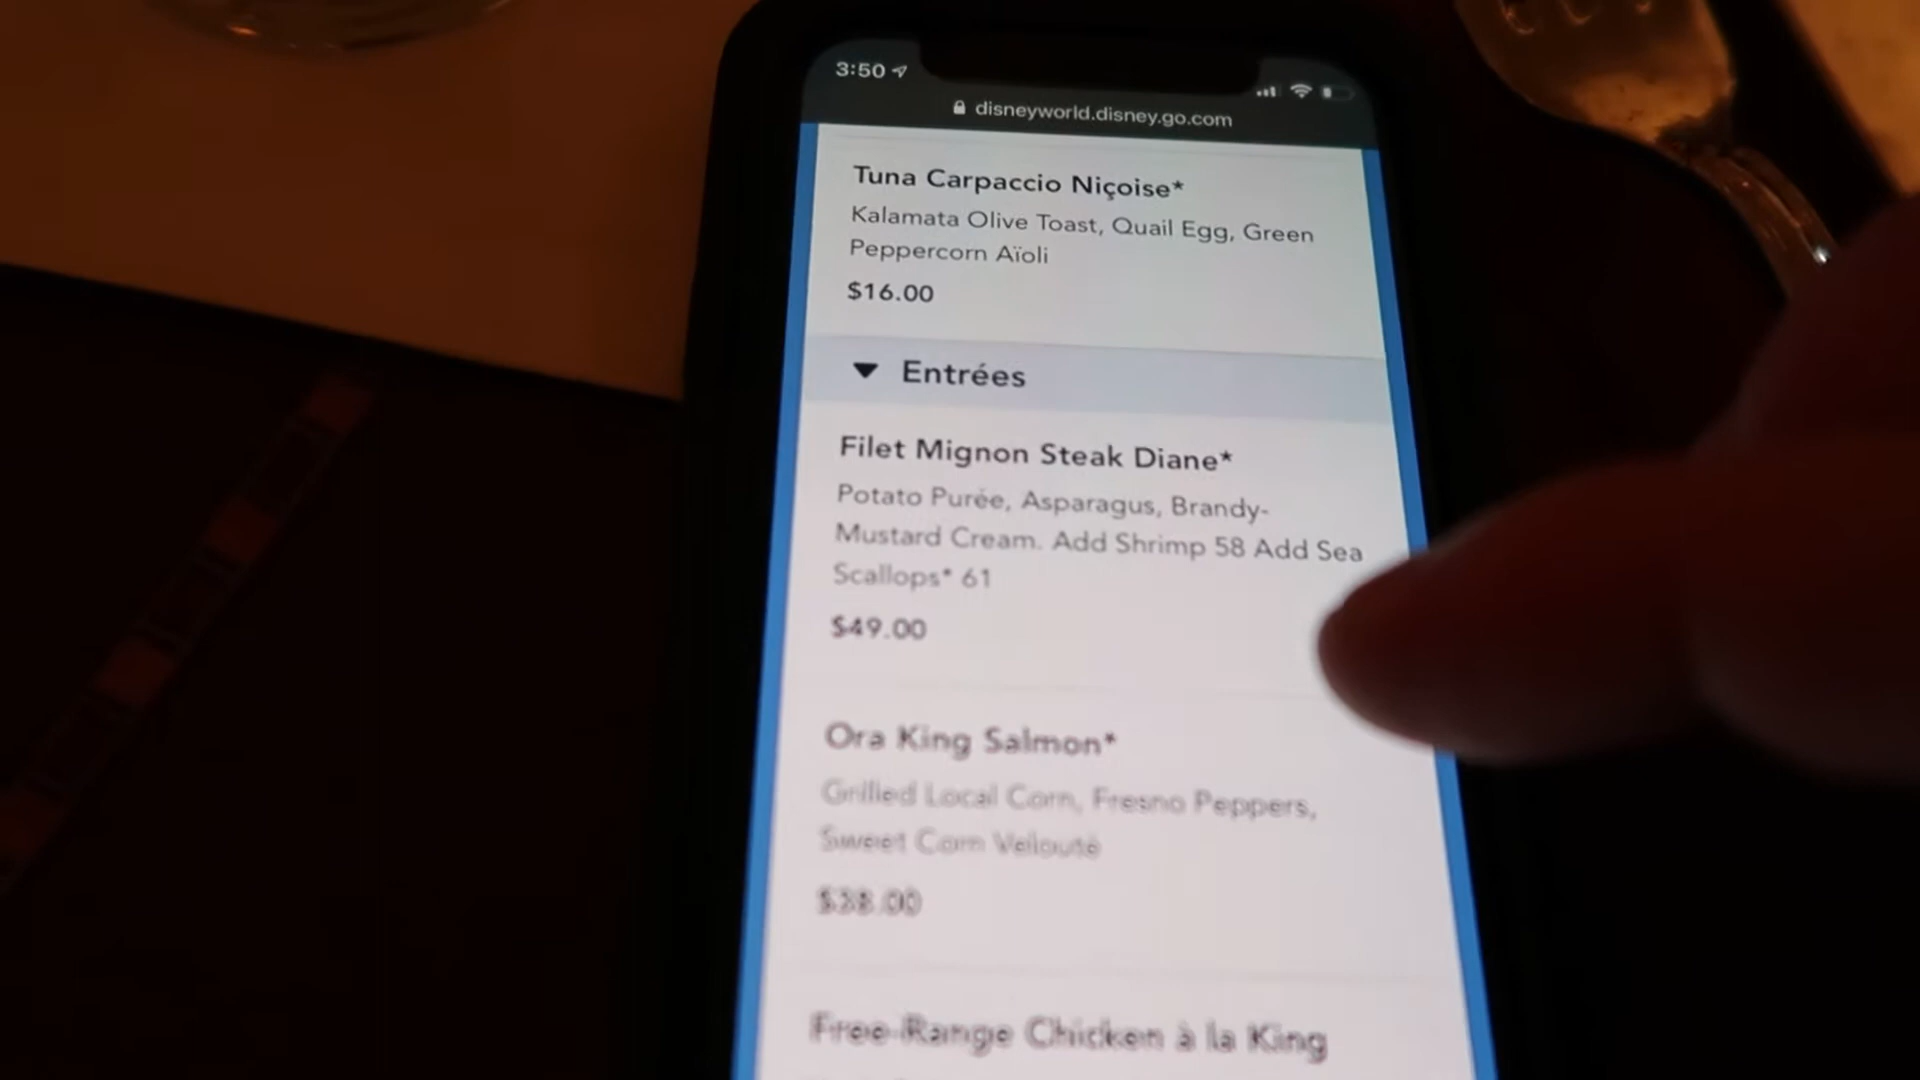 3:50
disneyworld.disney.go.com
Tuna Carpaccio Niçoise*
Kalamata Olive Toast, Quail Egg, Green
Peppercorn Aïoli
$16.00
Entrées
Filet Mignon Steak Diane*
Potato Purée, Asparagus, Brandy-
Mustard Cream. Add Shrimp 58 Add Sea
Scallops* 61
$49.00
Ora King Salmon*
Grilled Local Corn, Fresno Peppers,
Sweet Corn Velouté
$38.00
Free-Range Chicken à la King